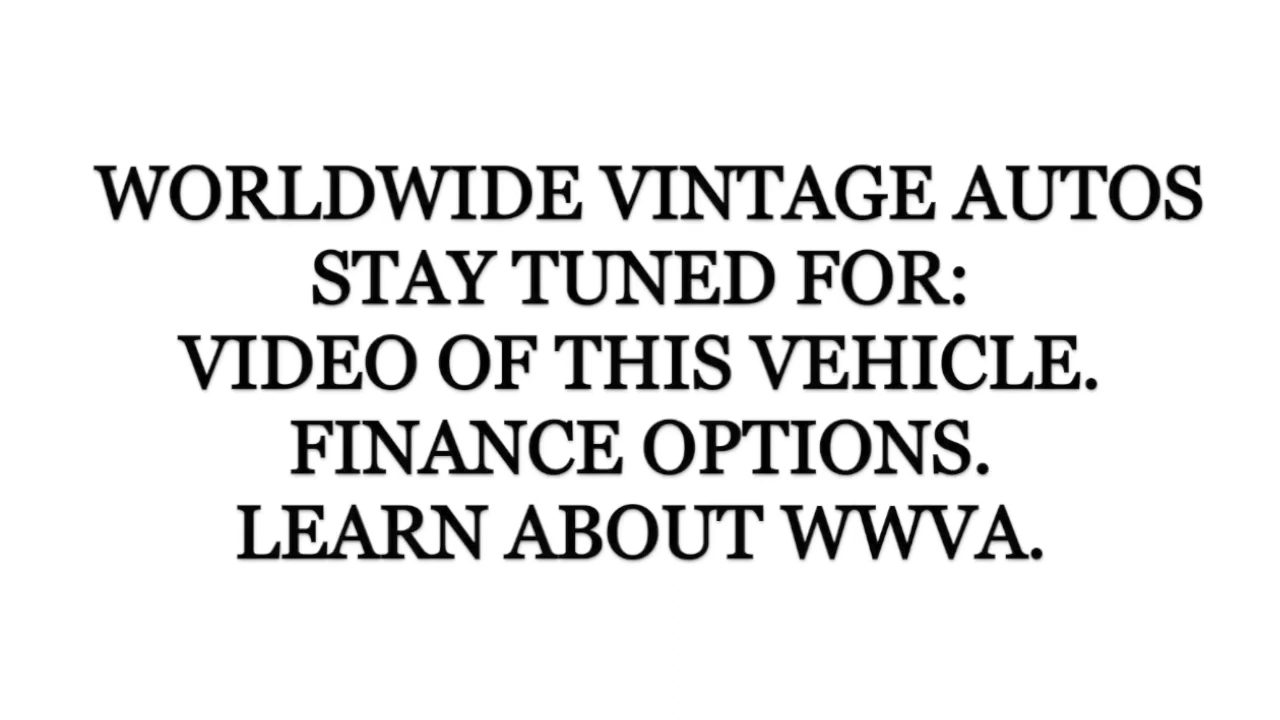 WORLDWIDE VINTAGE AUTOS
STAY TUNED FOR:
VIDEO OF THIS VEHICLE.
FINANCE OPTIONS.
LEARN ABOUT WWVA.